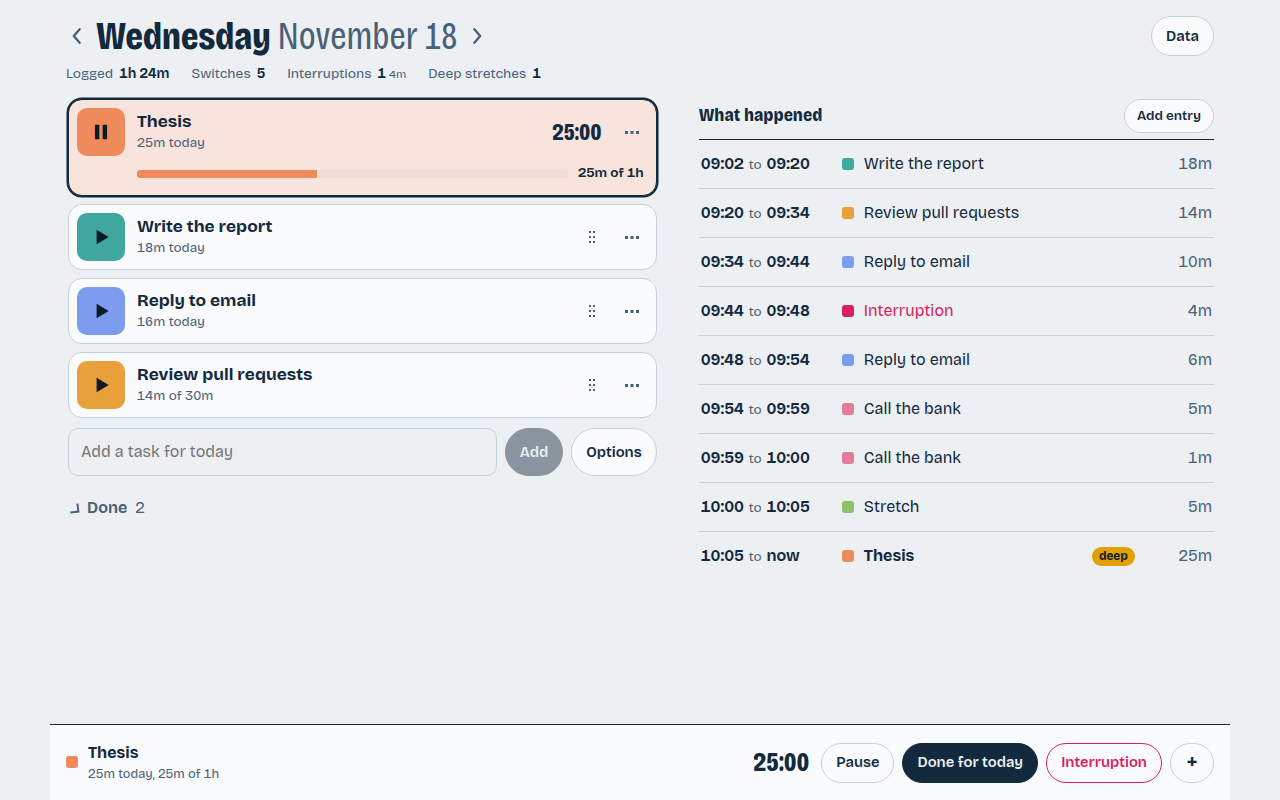 Wednesday November 18
Data
Logged 1h 24m Switches 5 Interruptions 1 4m Deep stretches 1
Thesis
25m today
25:00
25m of 1h
Write the report
18m today
Reply to email
16m today
Review pull requests
14m of 30m
Add a task for today
Add
Options
Done 2
What happened
Add entry
09:02 to 09:20 Write the report 18m
09:20 to 09:34 Review pull requests 14m
09:34 to 09:44 Reply to email 10m
09:44 to 09:48 Interruption 4m
09:48 to 09:54 Reply to email 6m
09:54 to 09:59 Call the bank 5m
09:59 to 10:00 Call the bank 1m
10:00 to 10:05 Stretch 5m
10:05 to now Thesis deep 25m
Thesis
25m today, 25m of 1h
25:00
Pause
Done for today
Interruption
+